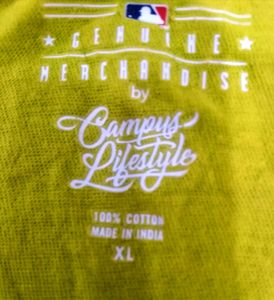 GENUINE
MERCHANDISE
by
Campus
Lifestyle
100% COTTON
MADE IN INDIA
XL